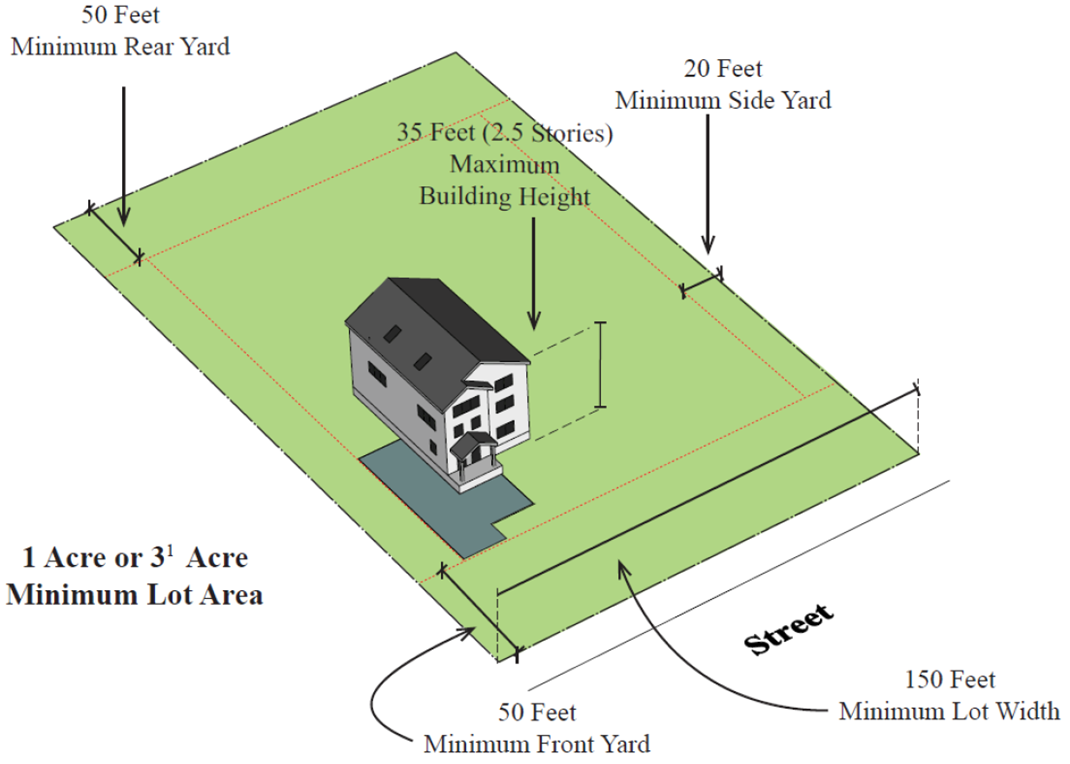 50 Feet
Minimum Rear Yard
20 Feet
Minimum Side Yard
35 Feet (2.5 Stories)
Maximum
Building Height
1 Acre or 3¹ Acre
Minimum Lot Area
Street
150 Feet
Minimum Lot Width
50 Feet
Minimum Front Yard